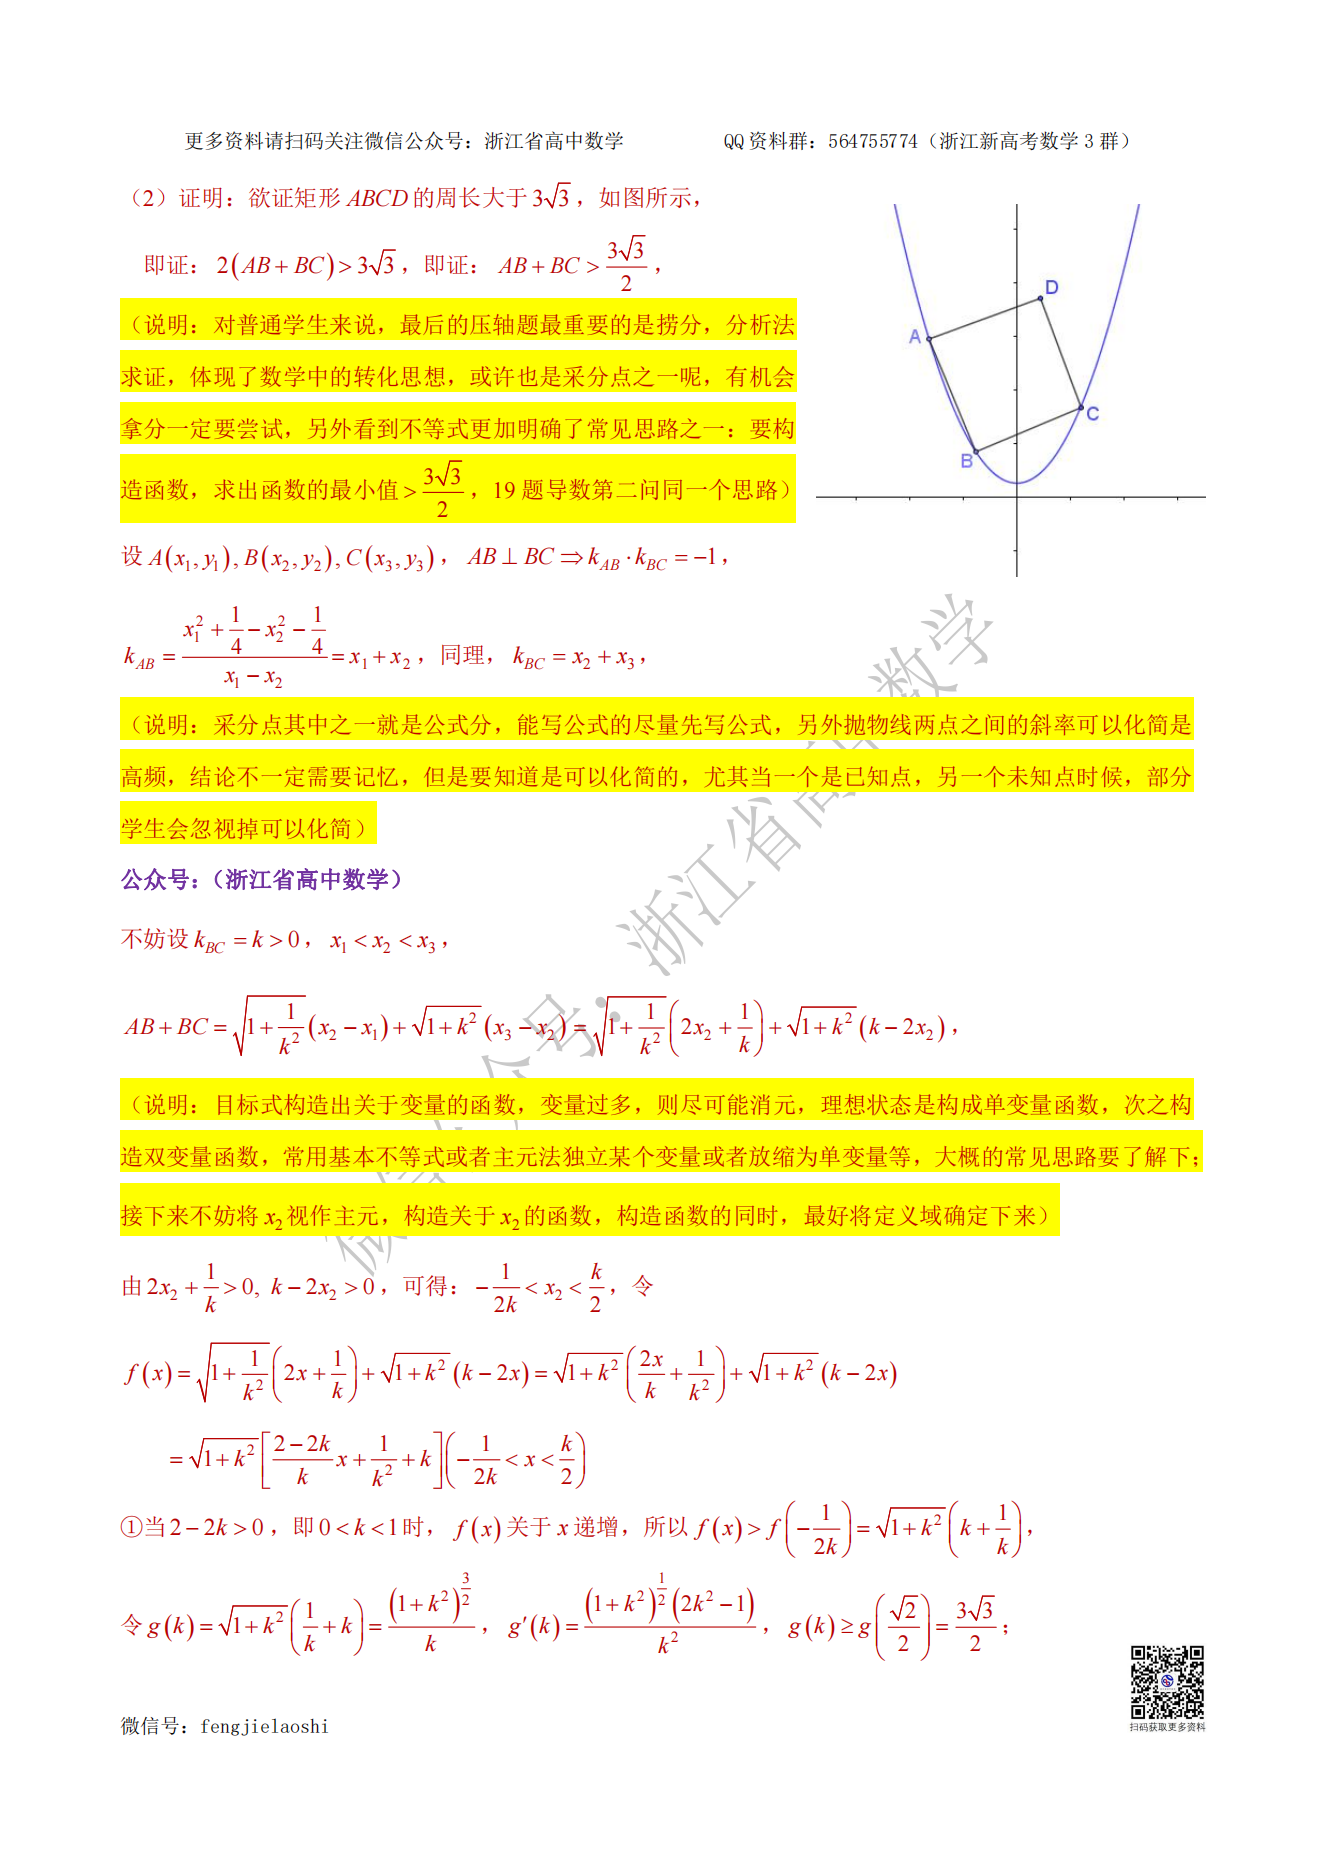 更多资料请扫码关注微信公众号：浙江省高中数学 QQ资料群：564755774（浙江新高考数学3群）
（2）证明：欲证矩形ABCD的周长大于3√3，如图所示，
即证：2(AB+BC)>3√3，即证：AB+BC>3√3/2，
（说明：对普通学生来说，最后的压轴题最重要的是捞分，分析法
求证，体现了数学中的转化思想，或许也是采分点之一呢，有机会
拿分一定要尝试，另外看到不等式更加明确了常见思路之一：要构
造函数，求出函数的最小值>3√3/2，19题导数第二问同一个思路）
A
B
C
D
设A(x₁,y₁),B(x₂,y₂),C(x₃,y₃)，AB⊥BC⇒k_AB·k_BC=−1，
k_AB=(x₁²+1/4−x₂²−1/4)/(x₁−x₂)=x₁+x₂，同理，k_BC=x₂+x₃，
（说明：采分点其中之一就是公式分，能写公式的尽量先写公式，另外抛物线两点之间的斜率可以化简是
高频，结论不一定需要记忆，但是要知道是可以化简的，尤其当一个是已知点，另一个未知点时候，部分
学生会忽视掉可以化简）
公众号：（浙江省高中数学）
不妨设k_BC=k>0，x₁<x₂<x₃，
AB+BC=√(1+1/k²)(x₂−x₁)+√(1+k²)(x₃−x₂)=√(1+1/k²)(2x₂+1/k)+√(1+k²)(k−2x₂)，
（说明：目标式构造出关于变量的函数，变量过多，则尽可能消元，理想状态是构成单变量函数，次之构
造双变量函数，常用基本不等式或者主元法独立某个变量或者放缩为单变量等，大概的常见思路要了解下；
接下来不妨将x₂视作主元，构造关于x₂的函数，构造函数的同时，最好将定义域确定下来）
由2x₂+1/k>0, k−2x₂>0，可得：−1/(2k)<x₂<k/2，令
f(x)=√(1+1/k²)(2x+1/k)+√(1+k²)(k−2x)=√(1+k²)(2x/k+1/k²)+√(1+k²)(k−2x)
=√(1+k²)[(2−2k)/k x+1/k²+k](−1/(2k)<x<k/2)
①当2−2k>0，即0<k<1时，f(x)关于x递增，所以f(x)>f(−1/(2k))=√(1+k²)(k+1/k)，
令g(k)=√(1+k²)(1/k+k)=(1+k²)^(3/2)/k，g′(k)=(1+k²)^(1/2)(2k²−1)/k²，g(k)≥g(√2/2)=3√3/2；
微信号：fengjielaoshi
扫码获取更多资料